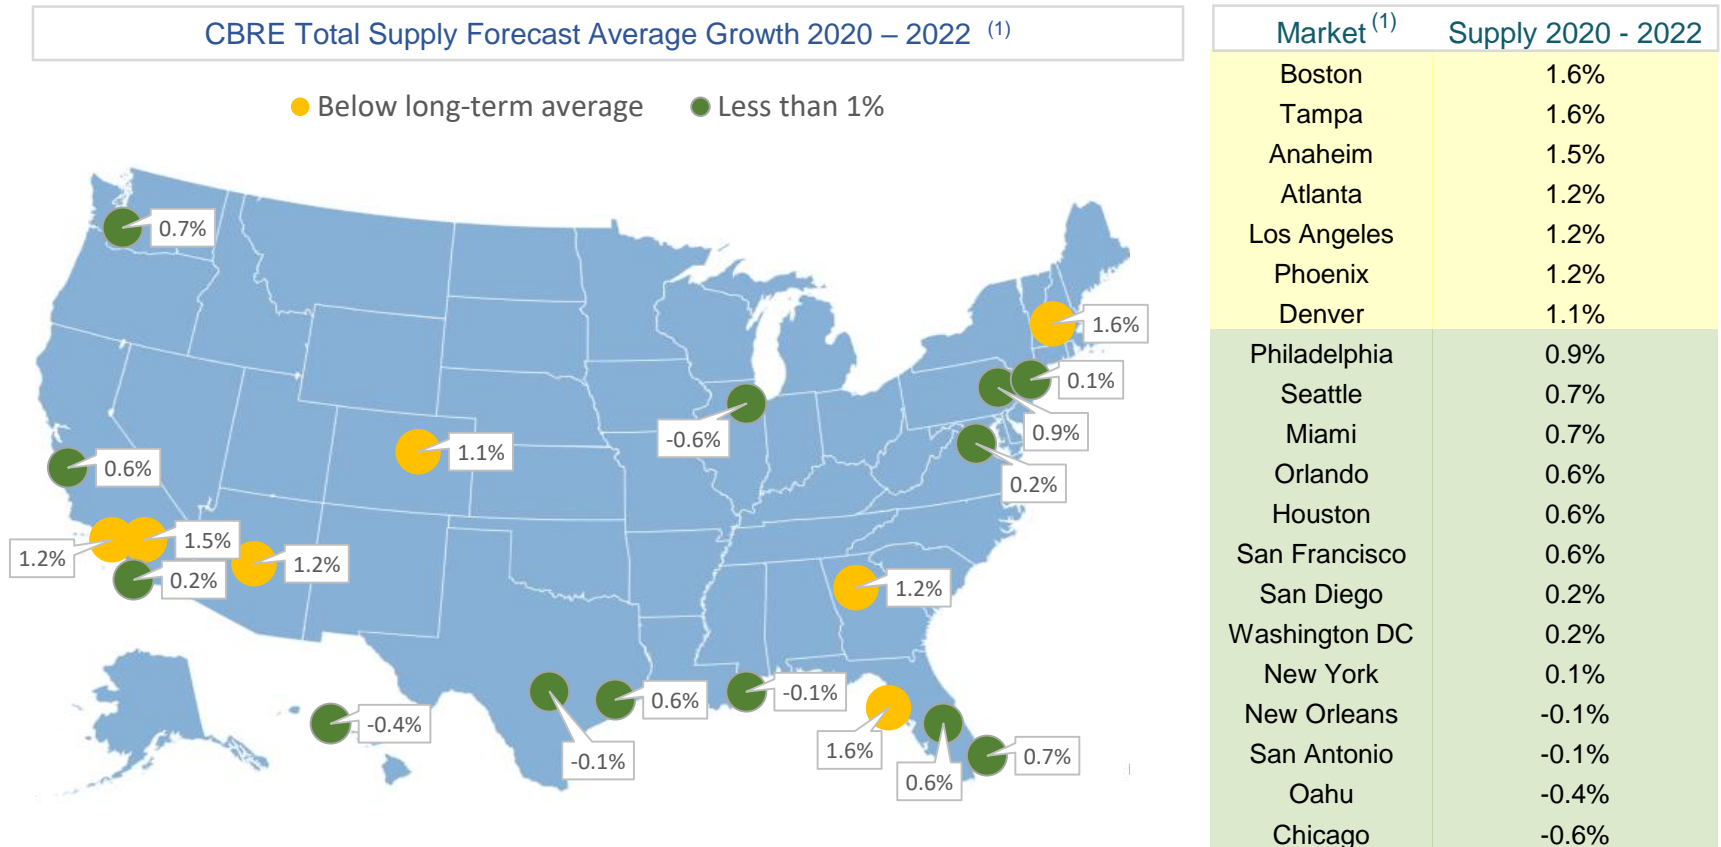 CBRE Total Supply Forecast Average Growth 2020 – 2022 (1)
Below long-term average Less than 1%
0.7%
1.6%
0.1%
-0.6%
0.9%
1.1%
0.6%
0.2%
1.5%
1.2%
1.2%
0.2%
1.2%
-0.1%
0.6%
-0.4%
1.6%
0.7%
-0.1%
0.6%
Market (1) Supply 2020 - 2022
Boston 1.6%
Tampa 1.6%
Anaheim 1.5%
Atlanta 1.2%
Los Angeles 1.2%
Phoenix 1.2%
Denver 1.1%
Philadelphia 0.9%
Seattle 0.7%
Miami 0.7%
Orlando 0.6%
Houston 0.6%
San Francisco 0.6%
San Diego 0.2%
Washington DC 0.2%
New York 0.1%
New Orleans -0.1%
San Antonio -0.1%
Oahu -0.4%
Chicago -0.6%